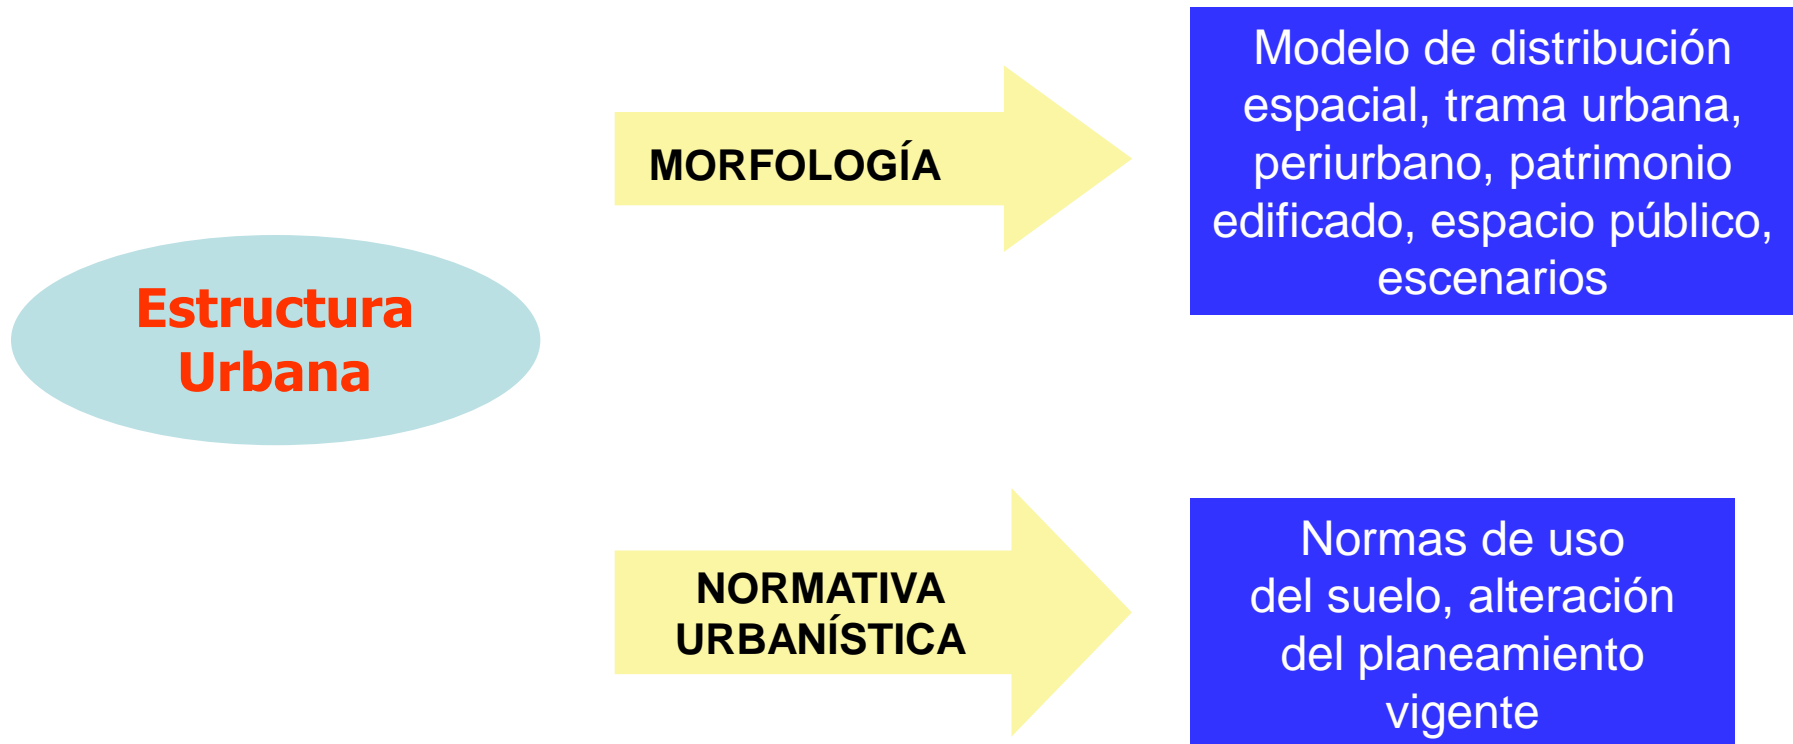 Estructura
Urbana
MORFOLOGÍA
Modelo de distribución
espacial, trama urbana,
periurbano, patrimonio
edificado, espacio público,
escenarios
NORMATIVA
URBANÍSTICA
Normas de uso
del suelo, alteración
del planeamiento
vigente